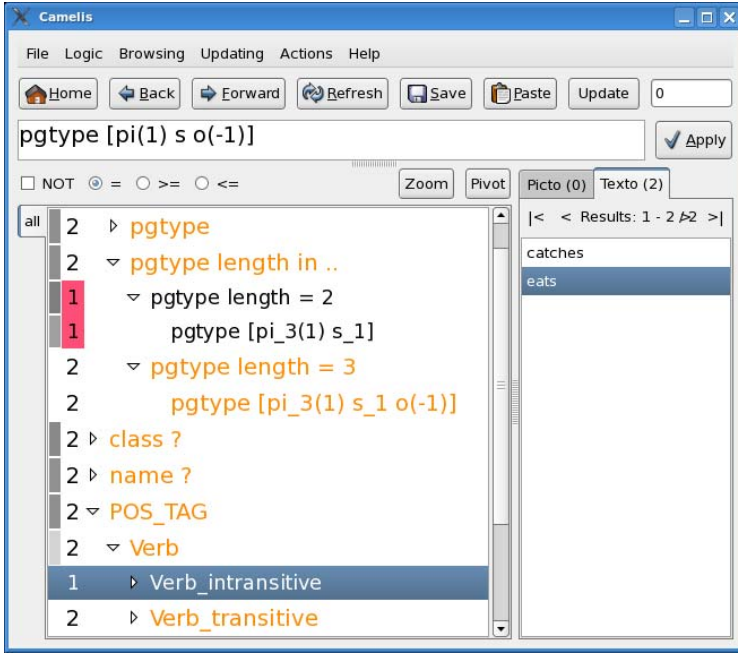 Camelis
File Logic Browsing Updating Actions Help
Home Back Forward Refresh Save Paste Update 0
pgtype [pi(1) s o(-1)]
Apply
NOT = >= <= Zoom Pivot
Picto (0) Texto (2)
all
2 pgtype
2 pgtype length in ..
1 pgtype length = 2
1 pgtype [pi_3(1) s_1]
2 pgtype length = 3
2 pgtype [pi_3(1) s_1 o(-1)]
2 class ?
2 name ?
2 POS_TAG
2 Verb
1 Verb_intransitive
2 Verb_transitive
|< < Results: 1 - 2 / 2 > >|
catches
eats